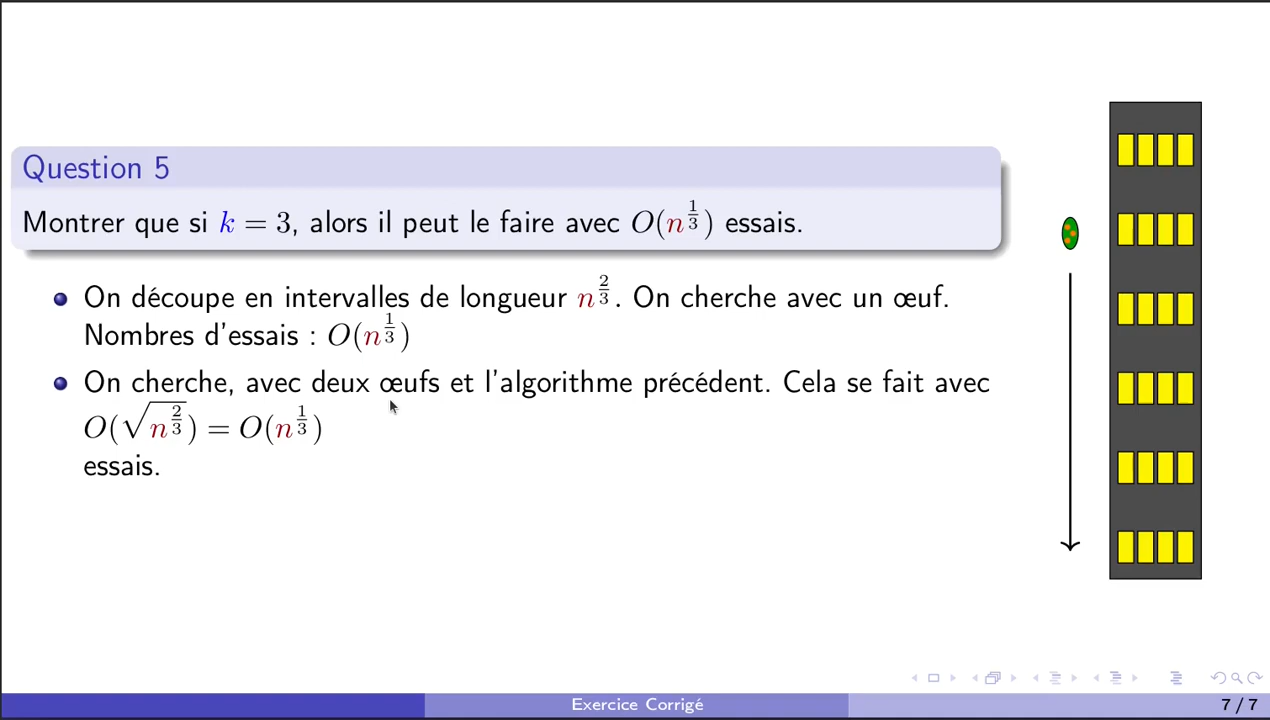 Question 5
Montrer que si k = 3, alors il peut le faire avec O(n^{1/3}) essais.
On découpe en intervalles de longueur n^{2/3}. On cherche avec un œuf.
Nombres d'essais : O(n^{1/3})
On cherche, avec deux œufs et l'algorithme précédent. Cela se fait avec
O(√(n^{2/3})) = O(n^{1/3})
essais.
Exercice Corrigé
7 / 7